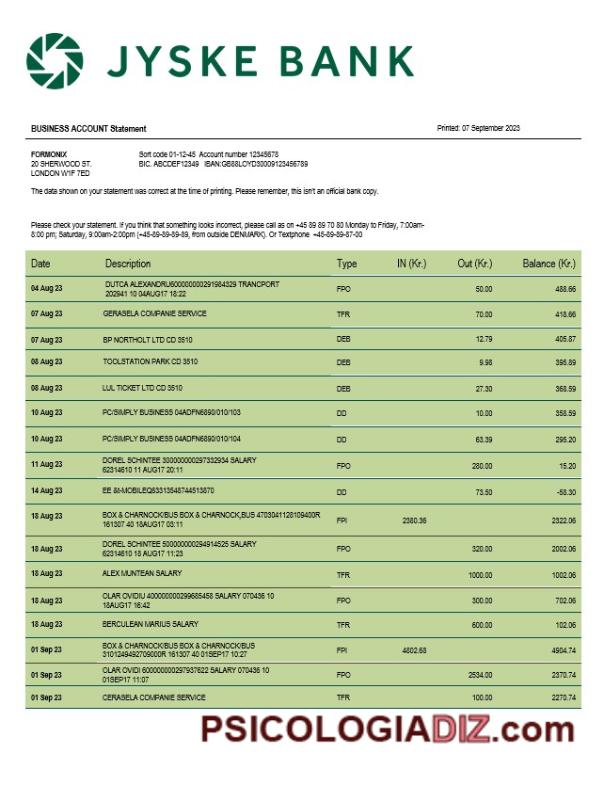 JYSKE BANK
BUSINESS ACCOUNT Statement Printed: 07 September 2023
FORMONIX Sort code 01-12-45 Account number 12345678
20 SHERWOOD ST. BIC. ABCDEF12349 IBAN:GB88LOYD30009123456789
LONDON W1F 7ED
The data shown on your statement was correct at the time of printing. Please remember, this isn't an official bank copy.
Please check your statement. If you think that something looks incorrect, please call as on +45 89 89 70 80 Monday to Friday, 7:00am-
8:00 pm; Saturday, 9:00am-2:00pm (+45-89-89-89-89, from outside DENMARK). Or Textphone +45-89-89-87-00
Date Description Type IN (Kr.) Out (Kr.) Balance (Kr.)
04 Aug 23 DUTCA ALEXANDRU600000000291984329 TRANCPORT FPO 50.00 488.66
202941 10 04AUG17 18:22
07 Aug 23 GERASELA COMPANIE SERVICE TFR 70.00 418.66
07 Aug 23 BP NORTHOLT LTD CD 3510 DEB 12.79 405.87
08 Aug 23 TOOLSTATION PARK CD 3510 DEB 9.98 395.89
08 Aug 23 LUL TICKET LTD CD 3510 DEB 27.30 368.59
10 Aug 23 PC/SIMPLY BUSINESS 04ADFN6890/010/103 DD 10.00 358.59
10 Aug 23 PC/SIMPLY BUSINESS 04ADFN6890/010/104 DD 63.39 295.20
11 Aug 23 DOREL SCHINTEE 300000000297332934 SALARY FPO 280.00 15.20
62314610 11 AUG17 20:11
14 Aug 23 EE &t-MOBILEQ63313548744513870 DD 73.50 -58.30
18 Aug 23 BOX & CHARNOCK/BUS BOX & CHARNOCK,BUS 4703041128109400R FPI 2380.36 2322.06
161307 40 18AUG17 03:11
18 Aug 23 DOREL SCHINTEE 500000000294914525 SALARY FPO 320.00 2002.06
62314610 18 AUG17 11:23
18 Aug 23 ALEX MUNTEAN SALARY TFR 1000.00 1002.06
18 Aug 23 OLAR OVIDIU 400000000299685458 SALARY 070436 10 FPO 300.00 702.06
18AUG17 16:42
18 Aug 23 BERCULEAN MARIUS SALARY TFR 600.00 102.06
01 Sep 23 BOX & CHARNOCK/BUS BOX & CHARNOCK/BUS FPI 4802.68 4904.74
3101249492709000R 161307 40 01SEP17 10:27
01 Sep 23 OLAR OVIDI 6000000000297937622 SALARY 070436 10 FPO 2534.00 2370.74
01SEP17 11:07
01 Sep 23 CERASELA COMPANIE SERVICE TFR 100.00 2270.74
PSICOLOGIADIZ.com